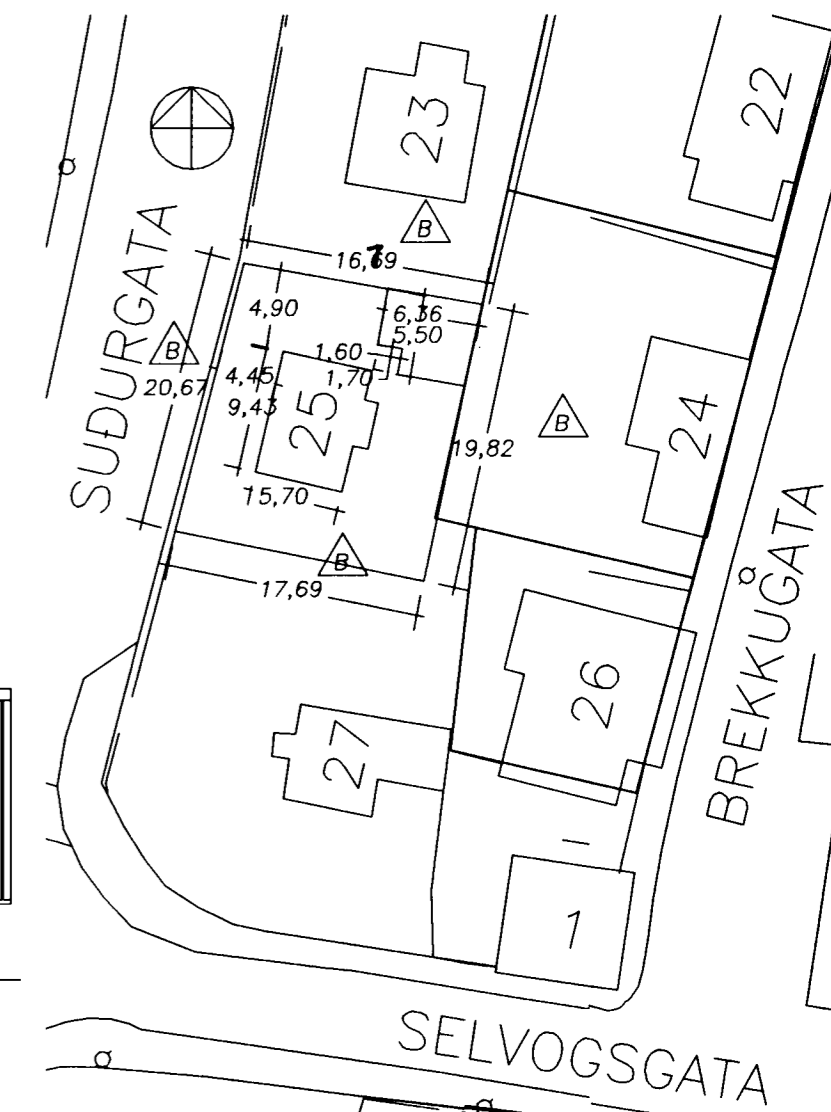 22
23
B
SUÐURGATA
16,79
4,90
6,36
5,50
B
1,60
20,67
4,45
1,70
9,43
25
24
B
19,82
15,70
B
17,69
BREKKUGATA
26
27
1
SELVOGSGATA